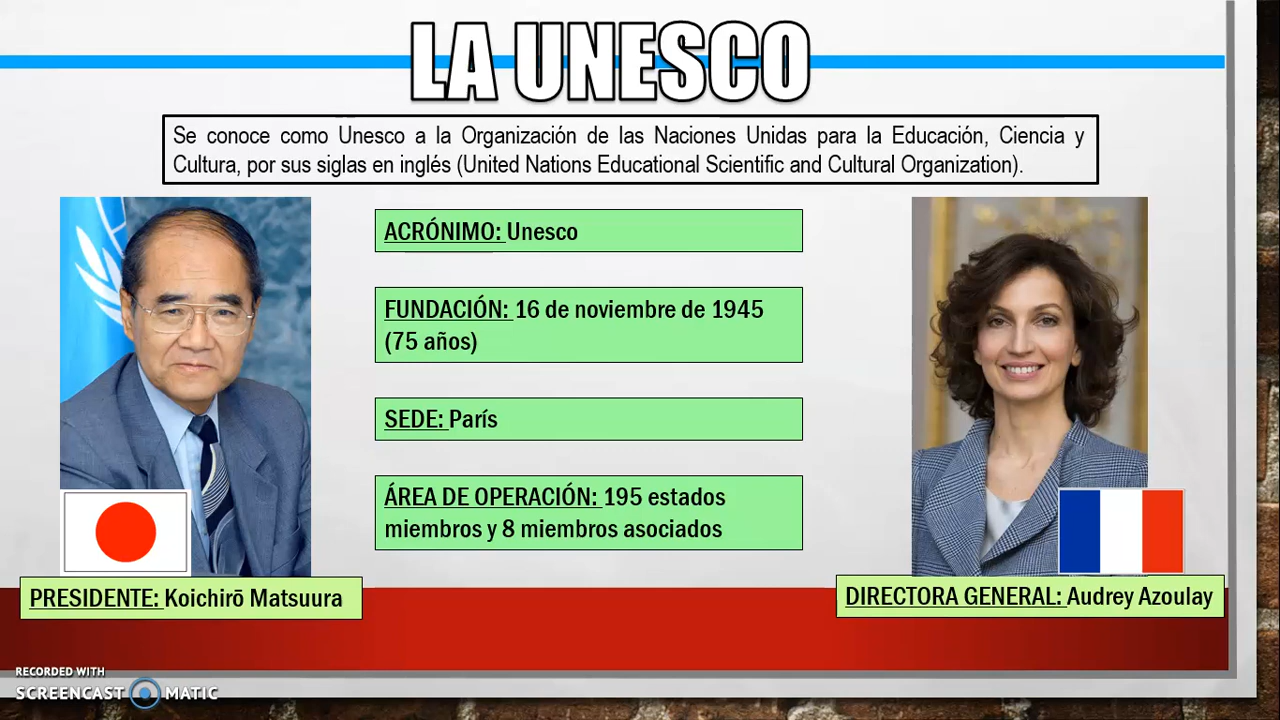 LA UNESCO
Se conoce como Unesco a la Organización de las Naciones Unidas para la Educación, Ciencia y
Cultura, por sus siglas en inglés (United Nations Educational Scientific and Cultural Organization).
ACRÓNIMO: Unesco
FUNDACIÓN: 16 de noviembre de 1945
(75 años)
SEDE: París
ÁREA DE OPERACIÓN: 195 estados
miembros y 8 miembros asociados
PRESIDENTE: Koichirō Matsuura
DIRECTORA GENERAL: Audrey Azoulay
RECORDED WITH
SCREENCAST MATIC